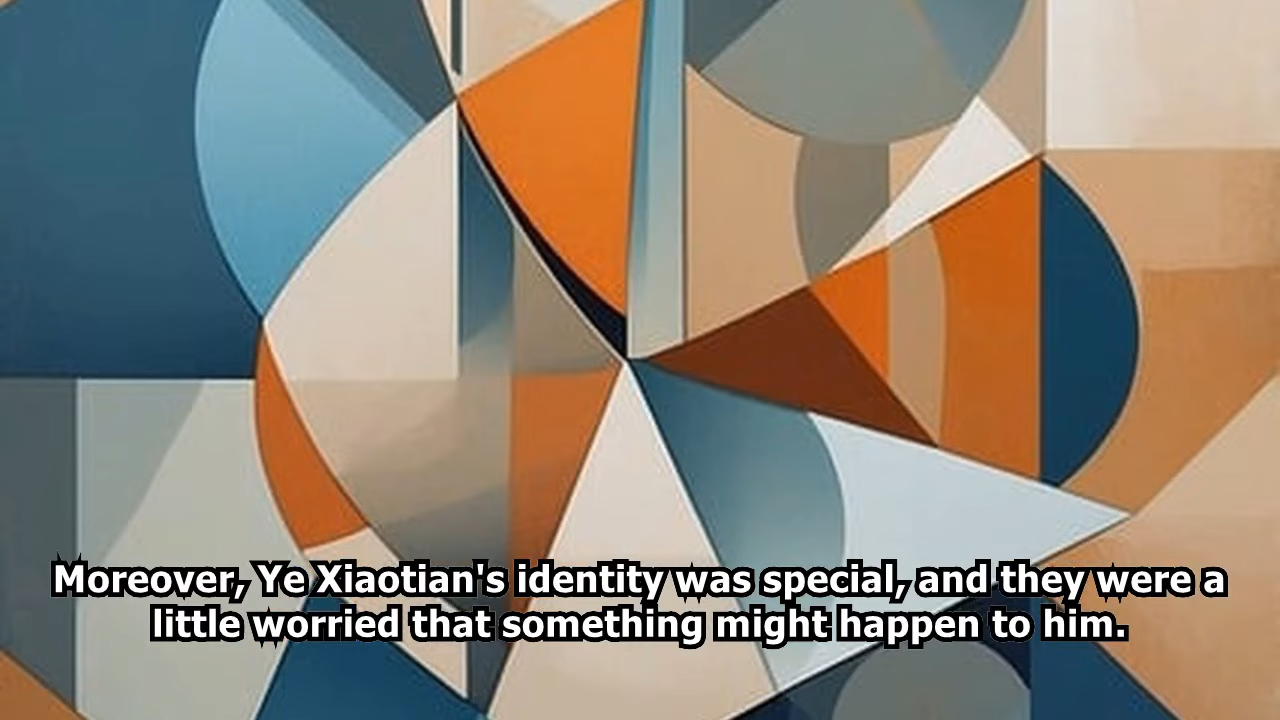 Moreover, Ye Xiaotian's identity was special, and they were a
little worried that something might happen to him.